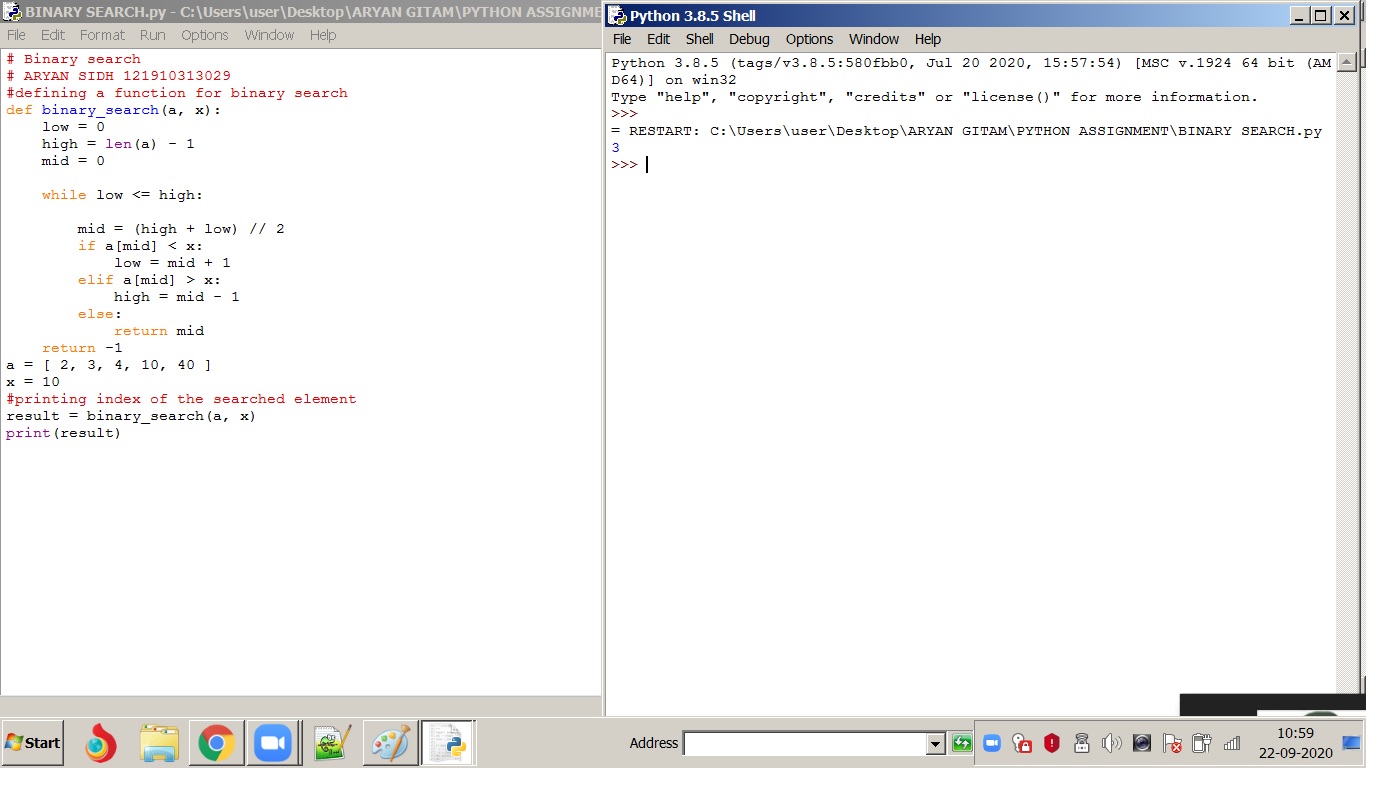 BINARY SEARCH.py - C:\Users\user\Desktop\ARYAN GITAM\PYTHON ASSIGNME
File Edit Format Run Options Window Help
# Binary search
# ARYAN SIDH 121910313029
#defining a function for binary search
def binary_search(a, x):
    low = 0
    high = len(a) - 1
    mid = 0
    while low <= high:
        mid = (high + low) // 2
        if a[mid] < x:
            low = mid + 1
        elif a[mid] > x:
            high = mid - 1
        else:
            return mid
    return -1
a = [ 2, 3, 4, 10, 40 ]
x = 10
#printing index of the searched element
result = binary_search(a, x)
print(result)
Python 3.8.5 Shell
File Edit Shell Debug Options Window Help
Python 3.8.5 (tags/v3.8.5:580fbb0, Jul 20 2020, 15:57:54) [MSC v.1924 64 bit (AM
D64)] on win32
Type "help", "copyright", "credits" or "license()" for more information.
>>>
= RESTART: C:\Users\user\Desktop\ARYAN GITAM\PYTHON ASSIGNMENT\BINARY SEARCH.py
3
>>>
Start
Address
10:59
22-09-2020